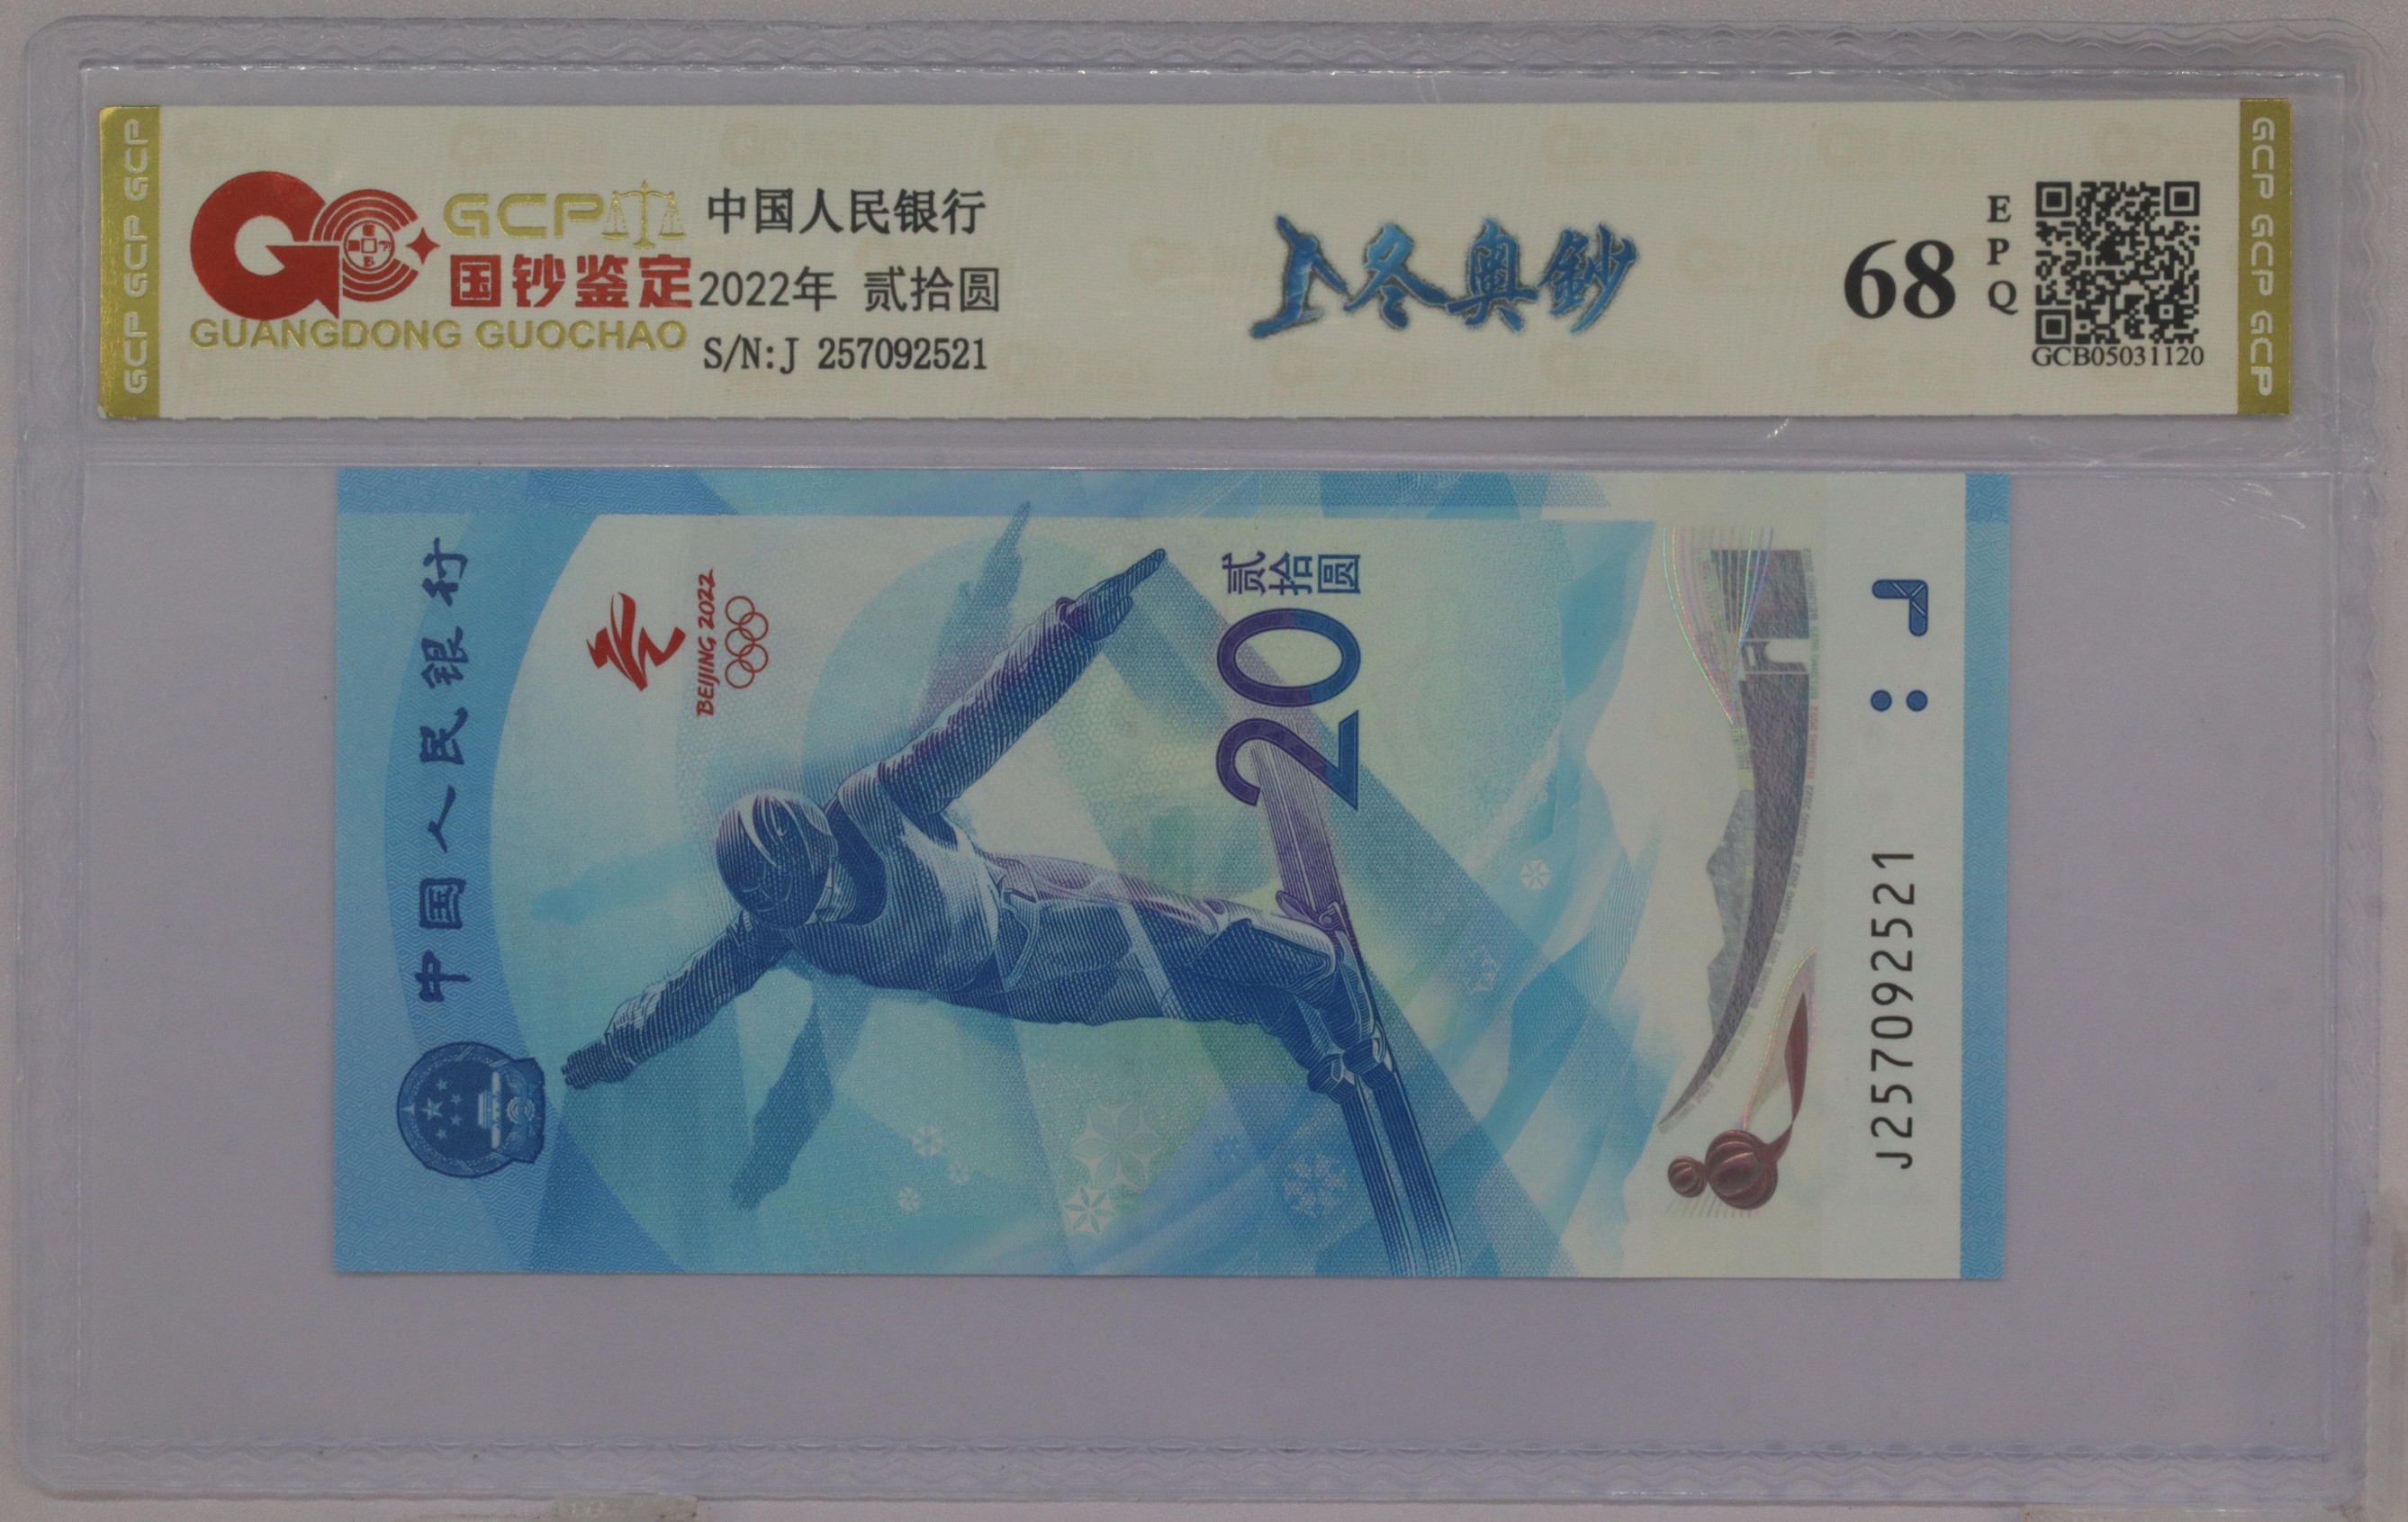 GCP GCP GCP
GCP
国钞鉴定
GUANGDONG GUOCHAO
中国人民银行
2022年 贰拾圆
S/N:J 257092521
冬奥鈔
68
EPQ
GCB05031120
GCP GCP GCP
中国人民银行
BEIJING 2022
贰拾圆
20
J257092521